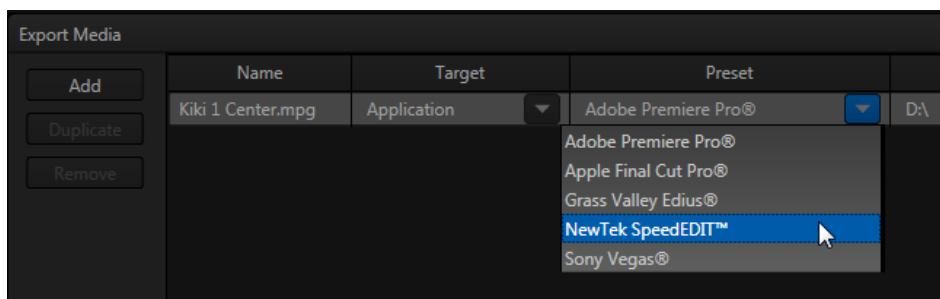 Export Media
Add
Name
Target
Preset
Kiki 1 Center.mpg
Application
Adobe Premiere Pro®
D:\
Duplicate
Remove
Adobe Premiere Pro®
Apple Final Cut Pro®
Grass Valley Edius®
NewTek SpeedEDIT™
Sony Vegas®